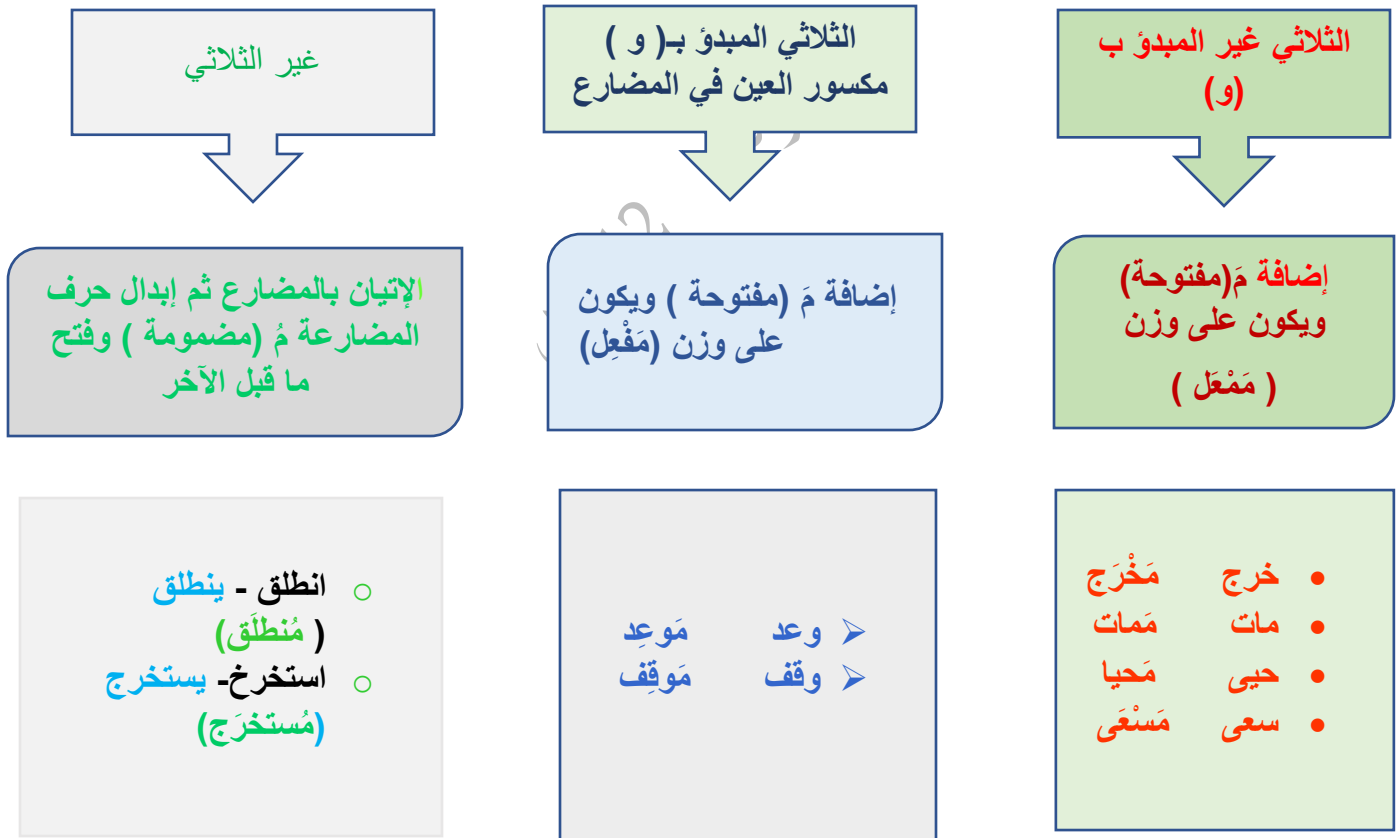 الثلاثي غير المبدؤ ب
(و)
الثلاثي المبدؤ بـ( و )
مكسور العين في المضارع
غير الثلاثي
إضافة مَ(مفتوحة)
ويكون على وزن
( مَمْعَل )
إضافة مَ (مفتوحة ) ويكون
على وزن (مَفْعِل)
الإتيان بالمضارع ثم إبدال حرف
المضارعة مُ (مضمومة ) وفتح
ما قبل الآخر
• خرج مَخْرَج
• مات مَمات
• حيى مَحيا
• سعى مَسْعَى
➢ وعد مَوعِد
➢ وقف مَوقِف
○ انطلق - ينطلق
( مُنطلَق)
○ استخرخ- يستخرج
(مُستخرَج)